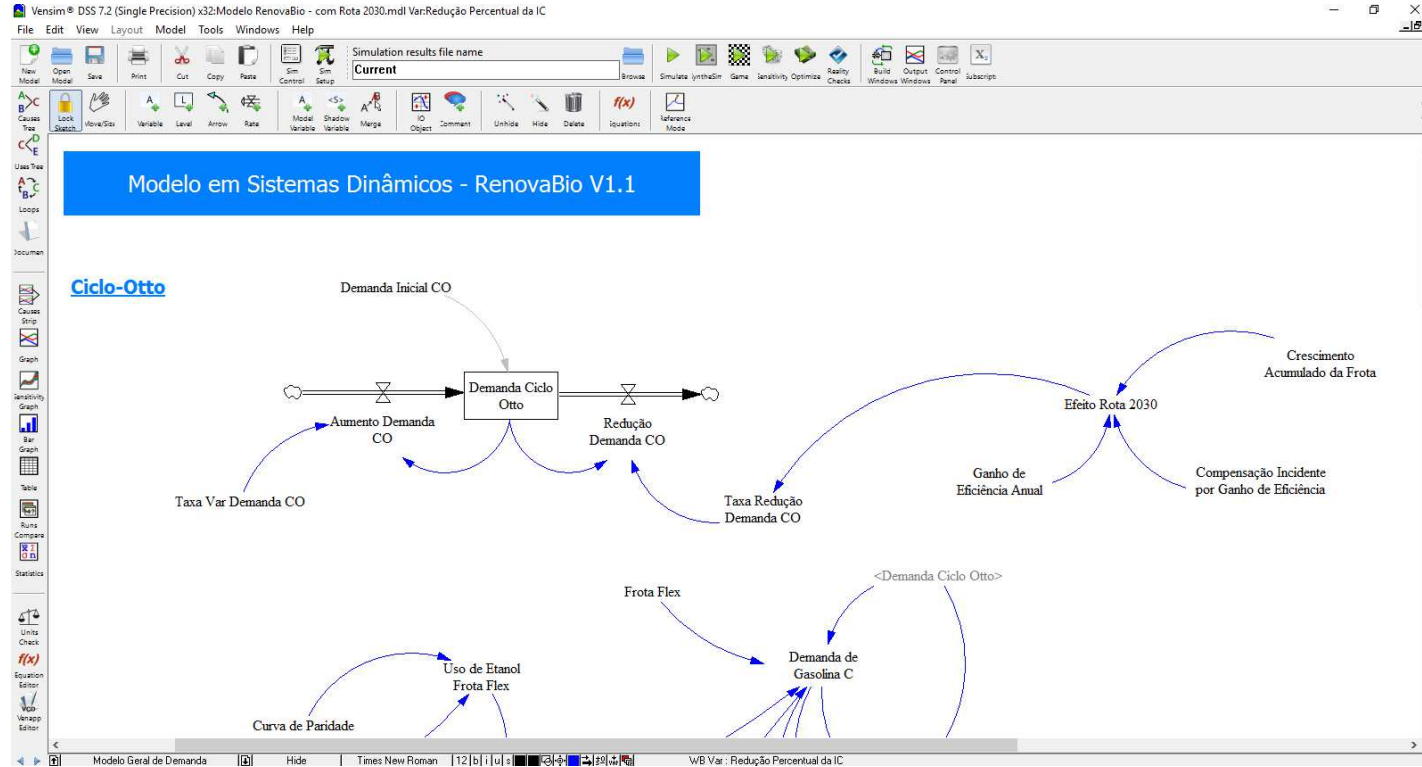 Vensim® DSS 7.2 (Single Precision) x32:Modelo RenovaBio - com Rota 2030.mdl Var:Redução Percentual da IC
File Edit View Layout Model Tools Windows Help
New Model
Open Model
Save
Print
Cut
Copy
Paste
Sim Control
Sim Setup
Simulation results file name
Current
Browse
Simulate
SyntheSim
Game
Sensitivity
Optimize
Reality Checks
Build Windows
Output Windows
Control Panel
Subscript
Causes Tree
Lock Sketch
Move/Size
Variable
Level
Arrow
Rate
Model Variable
Shadow Variable
Merge
IO Object
Comment
Unhide
Hide
Delete
f(x)
Equations
Reference Mode
Uses Tree
Loops
Documen
Causes Strip
Graph
Sensitivity Graph
Bar Graph
Table
Runs Compare
Statistics
Units Check
f(x)
Equation Editor
Venapp Editor
Modelo em Sistemas Dinâmicos - RenovaBio V1.1
Ciclo-Otto
Demanda Inicial CO
Demanda Ciclo
Otto
Aumento Demanda
CO
Redução
Demanda CO
Taxa Var Demanda CO
Taxa Redução
Demanda CO
Crescimento
Acumulado da Frota
Efeito Rota 2030
Ganho de
Eficiência Anual
Compensação Incidente
por Ganho de Eficiência
<Demanda Ciclo Otto>
Frota Flex
Demanda de
Gasolina C
Uso de Etanol
Frota Flex
Curva de Paridade
Modelo Geral de Demanda
Hide
Times New Roman
12 b i u s
WB Var : Redução Percentual da IC